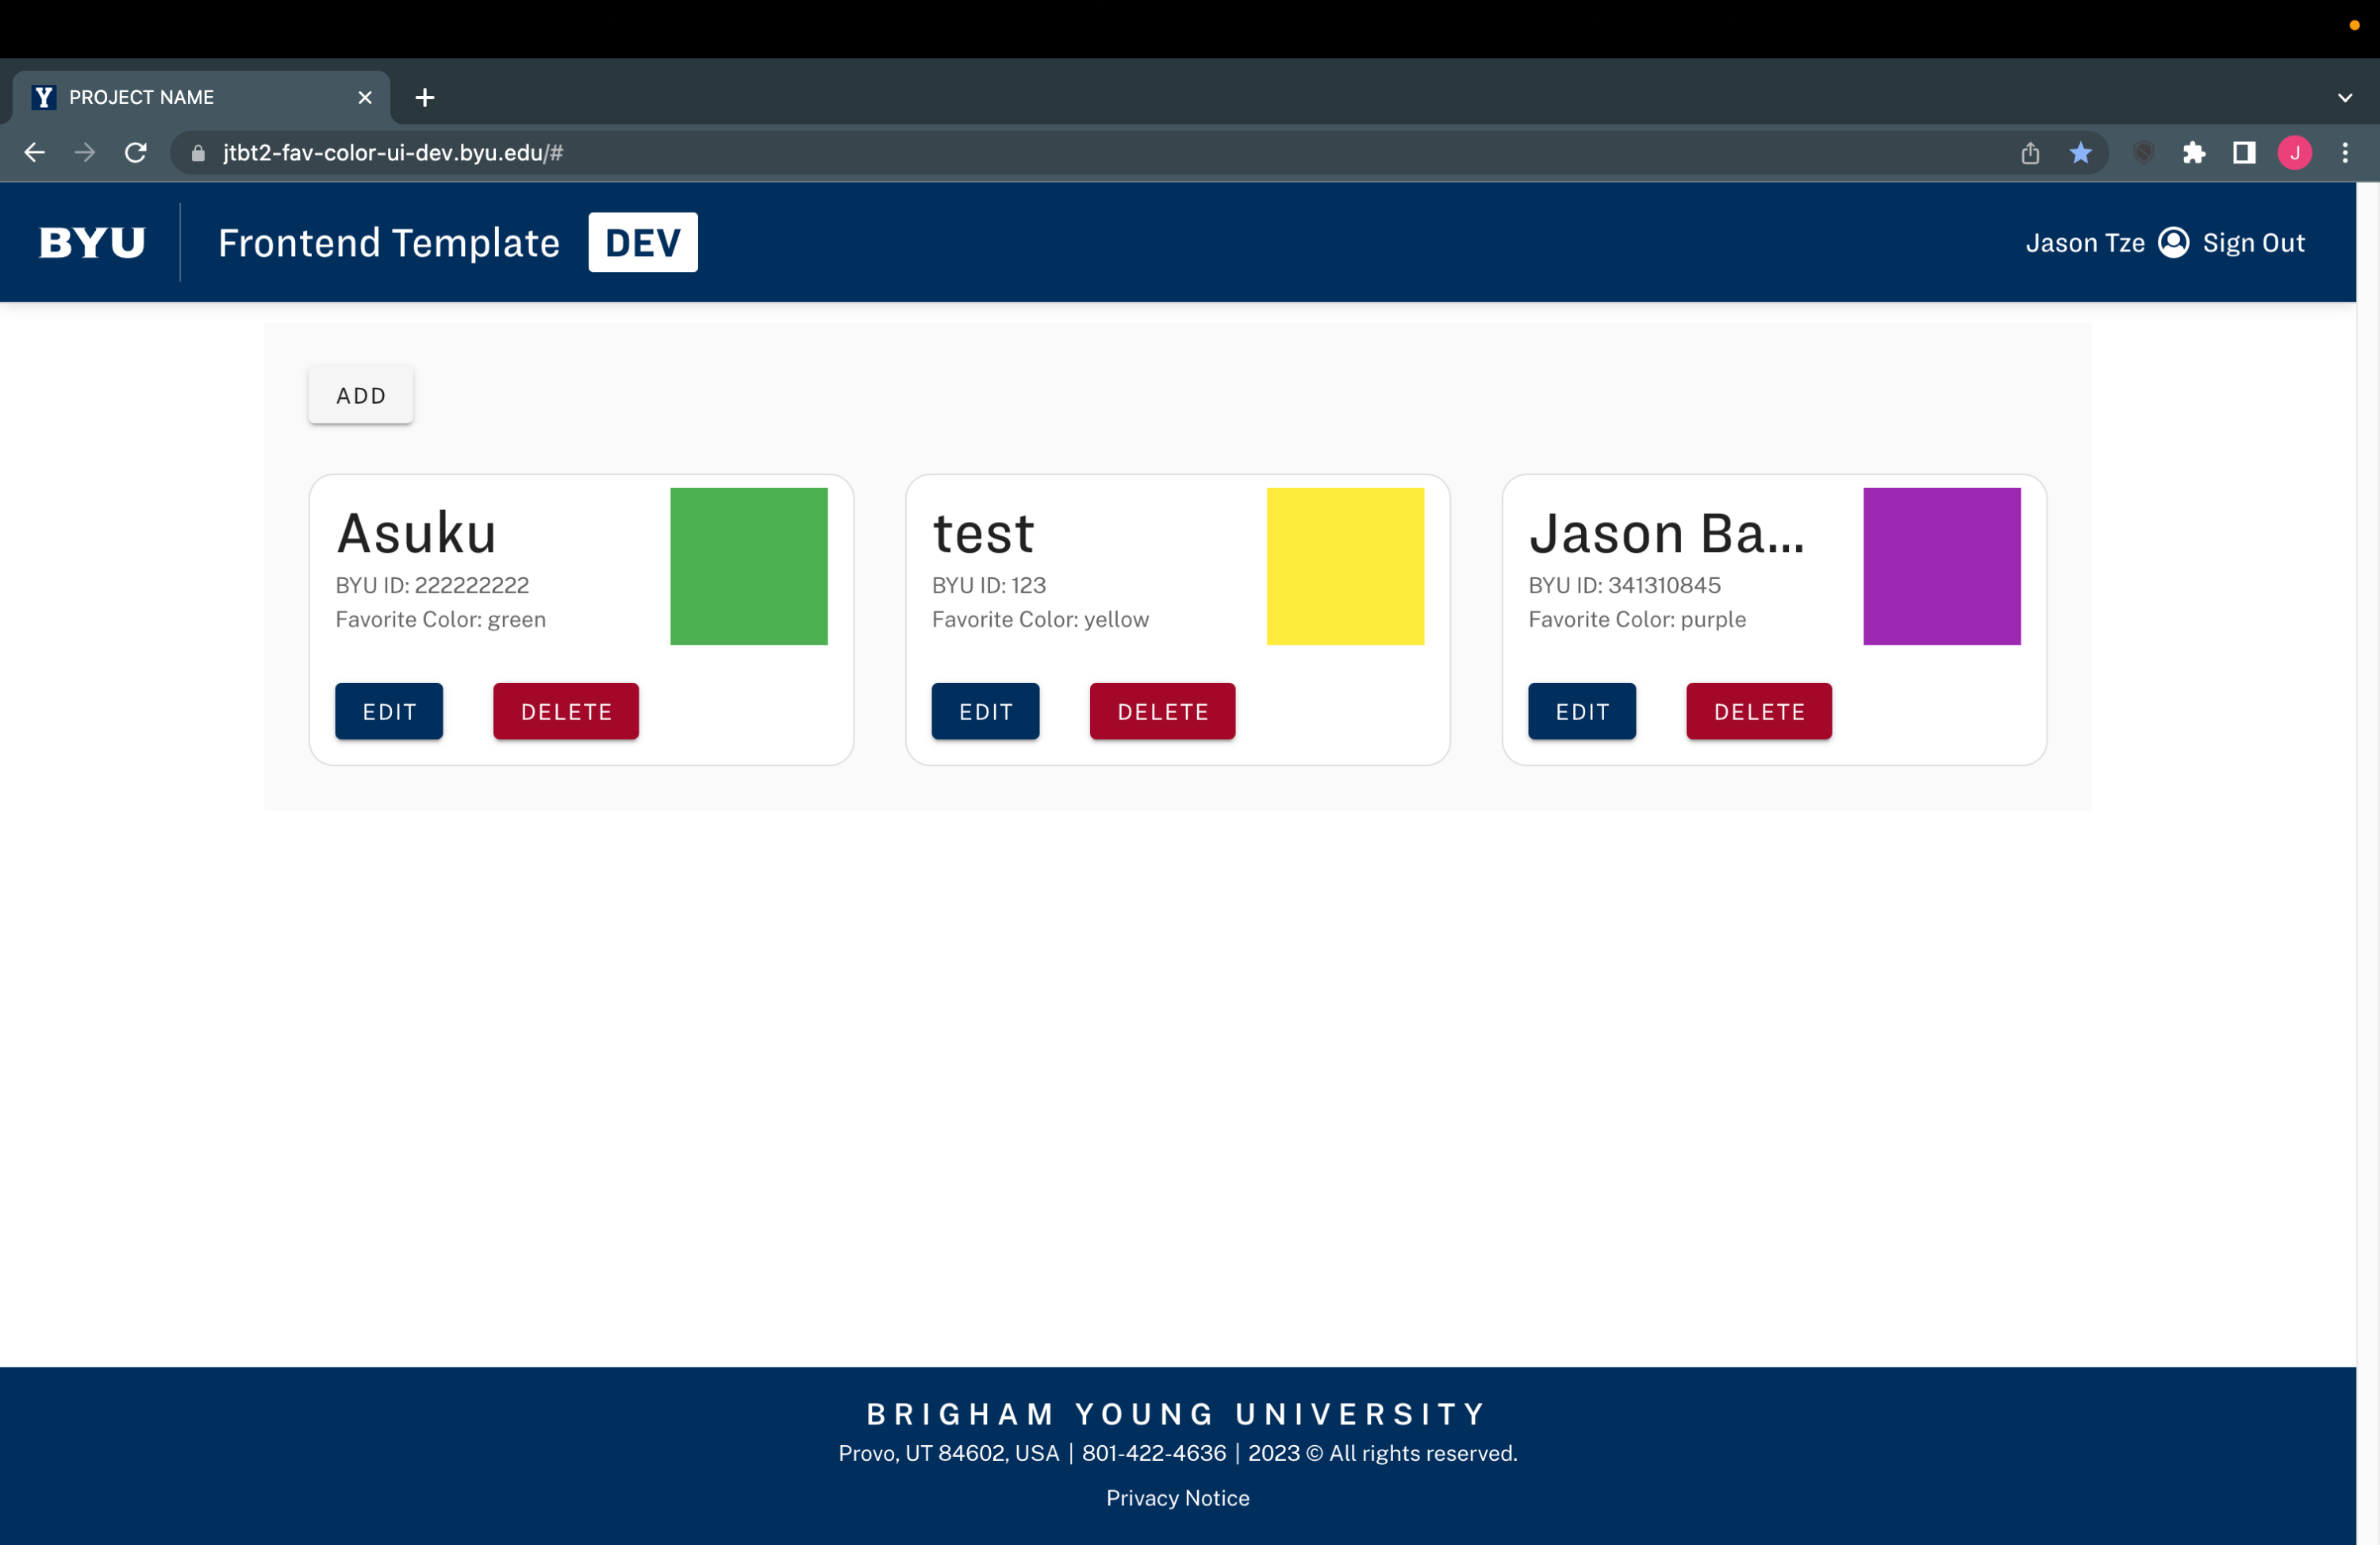 PROJECT NAME
jtbt2-fav-color-ui-dev.byu.edu/#
J
BYU Frontend Template DEV
Jason Tze Sign Out
ADD
Asuku
BYU ID: 222222222
Favorite Color: green
EDIT DELETE
test
BYU ID: 123
Favorite Color: yellow
EDIT DELETE
Jason Ba...
BYU ID: 341310845
Favorite Color: purple
EDIT DELETE
BRIGHAM YOUNG UNIVERSITY
Provo, UT 84602, USA | 801-422-4636 | 2023 © All rights reserved.
Privacy Notice